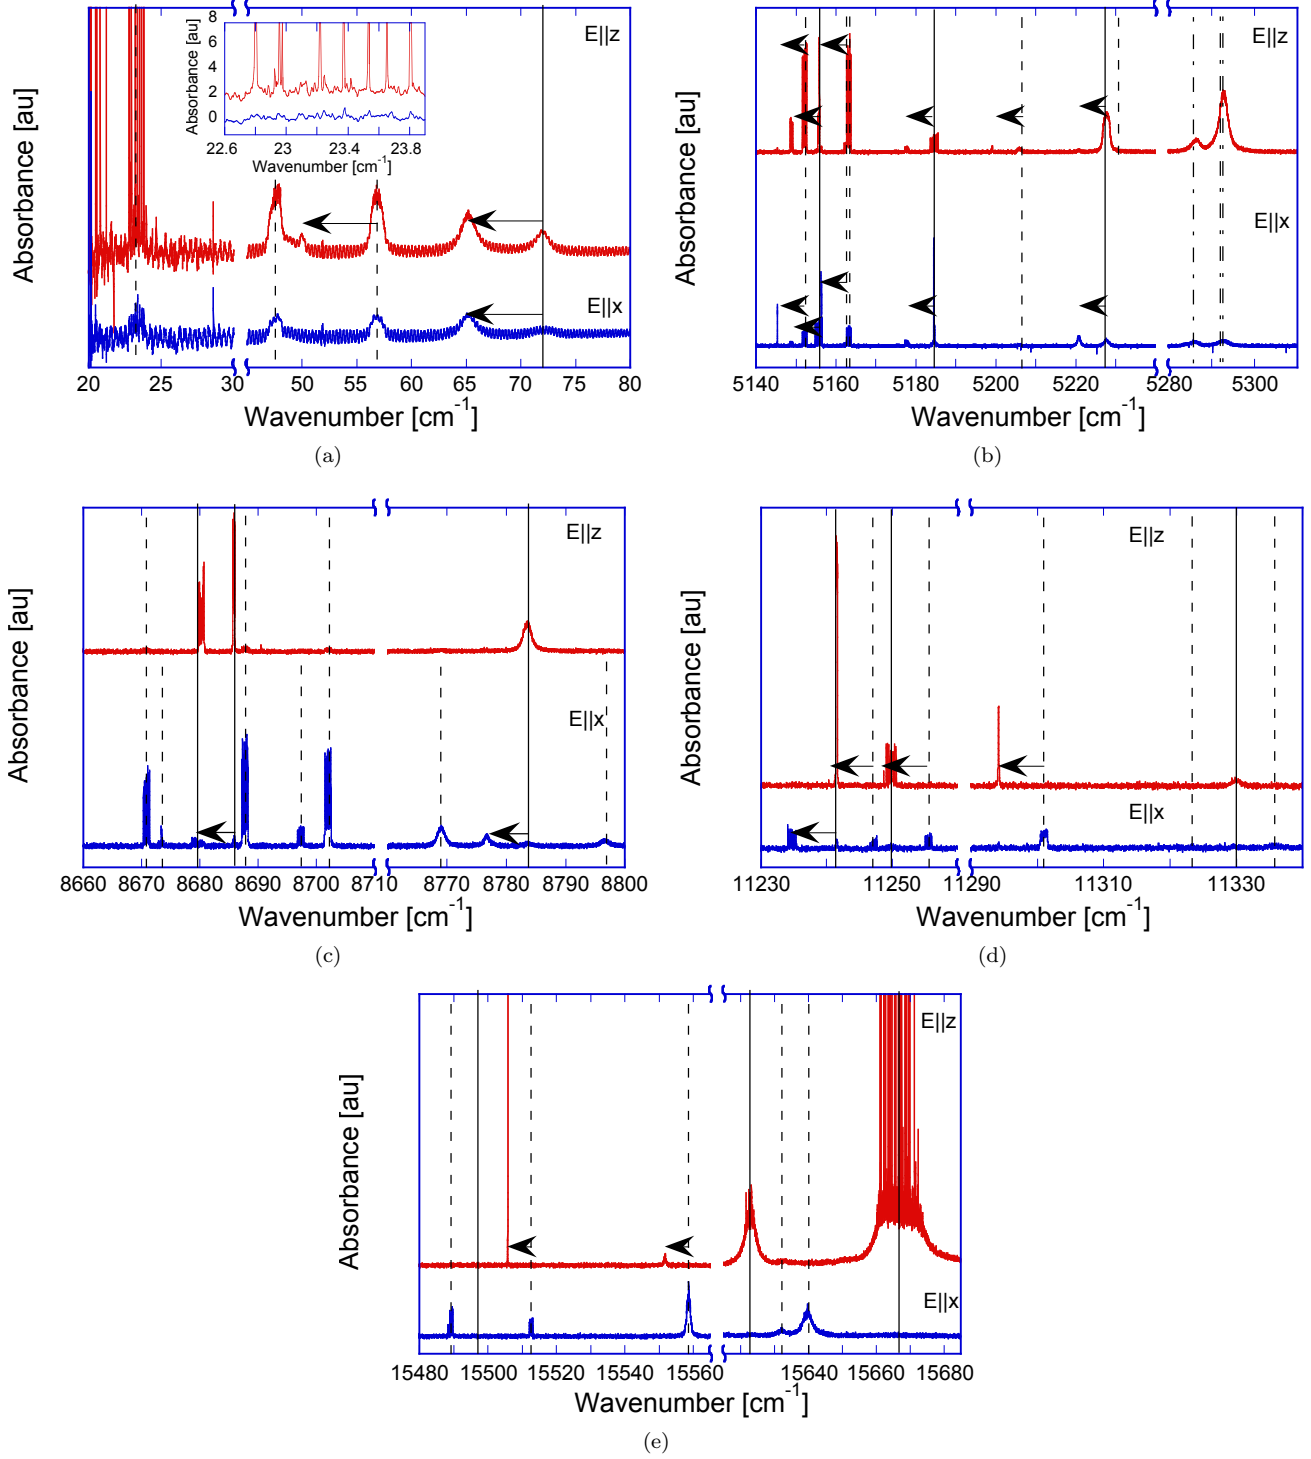 Absorbance [au]
8
6
4
2
0
Absorbance [au]
22.6
23
23.4
23.8
Wavenumber [cm-1]
E||z
E||x
20
25
30
50
55
60
65
70
75
80
Wavenumber [cm-1]
(a)
Absorbance [au]
E||z
E||x
5140
5160
5180
5200
5220
5280
5300
Wavenumber [cm-1]
(b)
Absorbance [au]
E||z
E||x
8660
8670
8680
8690
8700
8710
8770
8780
8790
8800
Wavenumber [cm-1]
(c)
Absorbance [au]
E||z
E||x
11230
11250
11290
11310
11330
Wavenumber [cm-1]
(d)
Absorbance [au]
E||z
E||x
15480
15500
15520
15540
15560
15640
15660
15680
Wavenumber [cm-1]
(e)